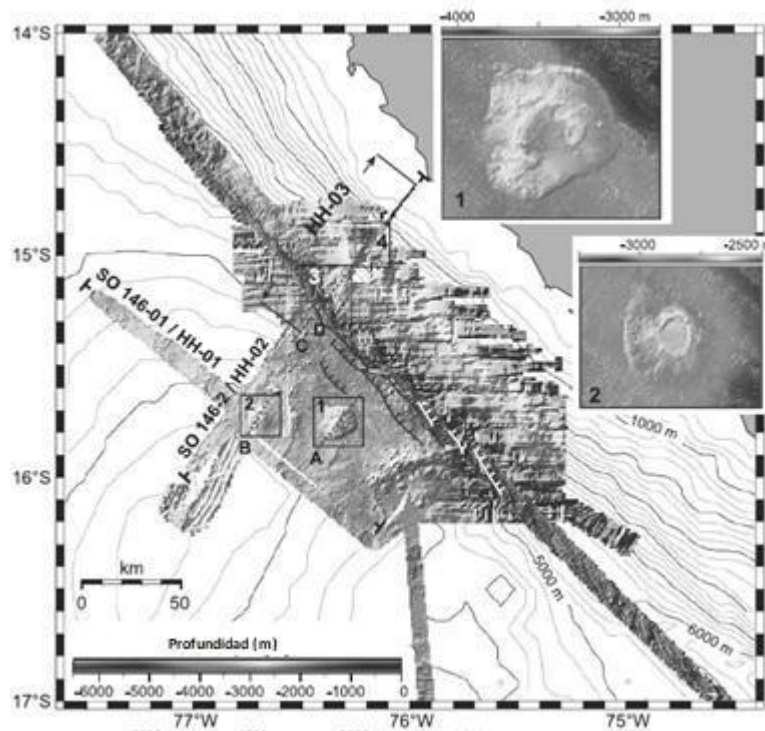 -4000 -3000 m
14°S
1
HH-03
4
15°S
3
-3000 -2500 m
SO 146-01 / HH-01
D
C
SO 146-2 / HH-02
2
1
2
B
A
1000 m
16°S
km
0 50
5000 m
6000 m
Profundidad (m)
-6000 -5000 -4000 -3000 -2000 -1000 0
17°S
77°W 76°W 75°W